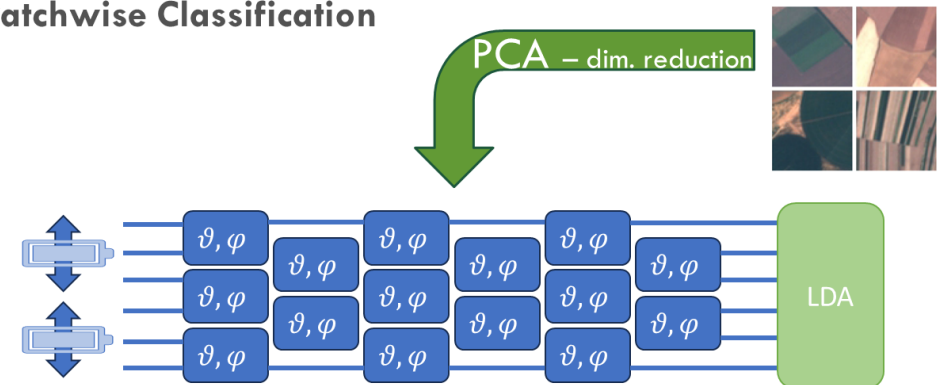 atchwise Classification
PCA – dim. reduction
𝜗, 𝜑 𝜗, 𝜑 𝜗, 𝜑
𝜗, 𝜑 𝜗, 𝜑 𝜗, 𝜑
𝜗, 𝜑 𝜗, 𝜑 𝜗, 𝜑
𝜗, 𝜑 𝜗, 𝜑 𝜗, 𝜑
𝜗, 𝜑 𝜗, 𝜑 𝜗, 𝜑
LDA